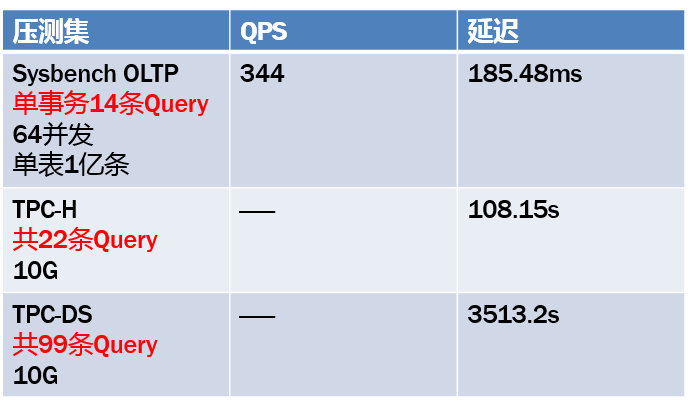 压测集 QPS 延迟
Sysbench OLTP 344 185.48ms
单事务14条Query
64并发
单表1亿条
TPC-H —— 108.15s
共22条Query
10G
TPC-DS —— 3513.2s
共99条Query
10G